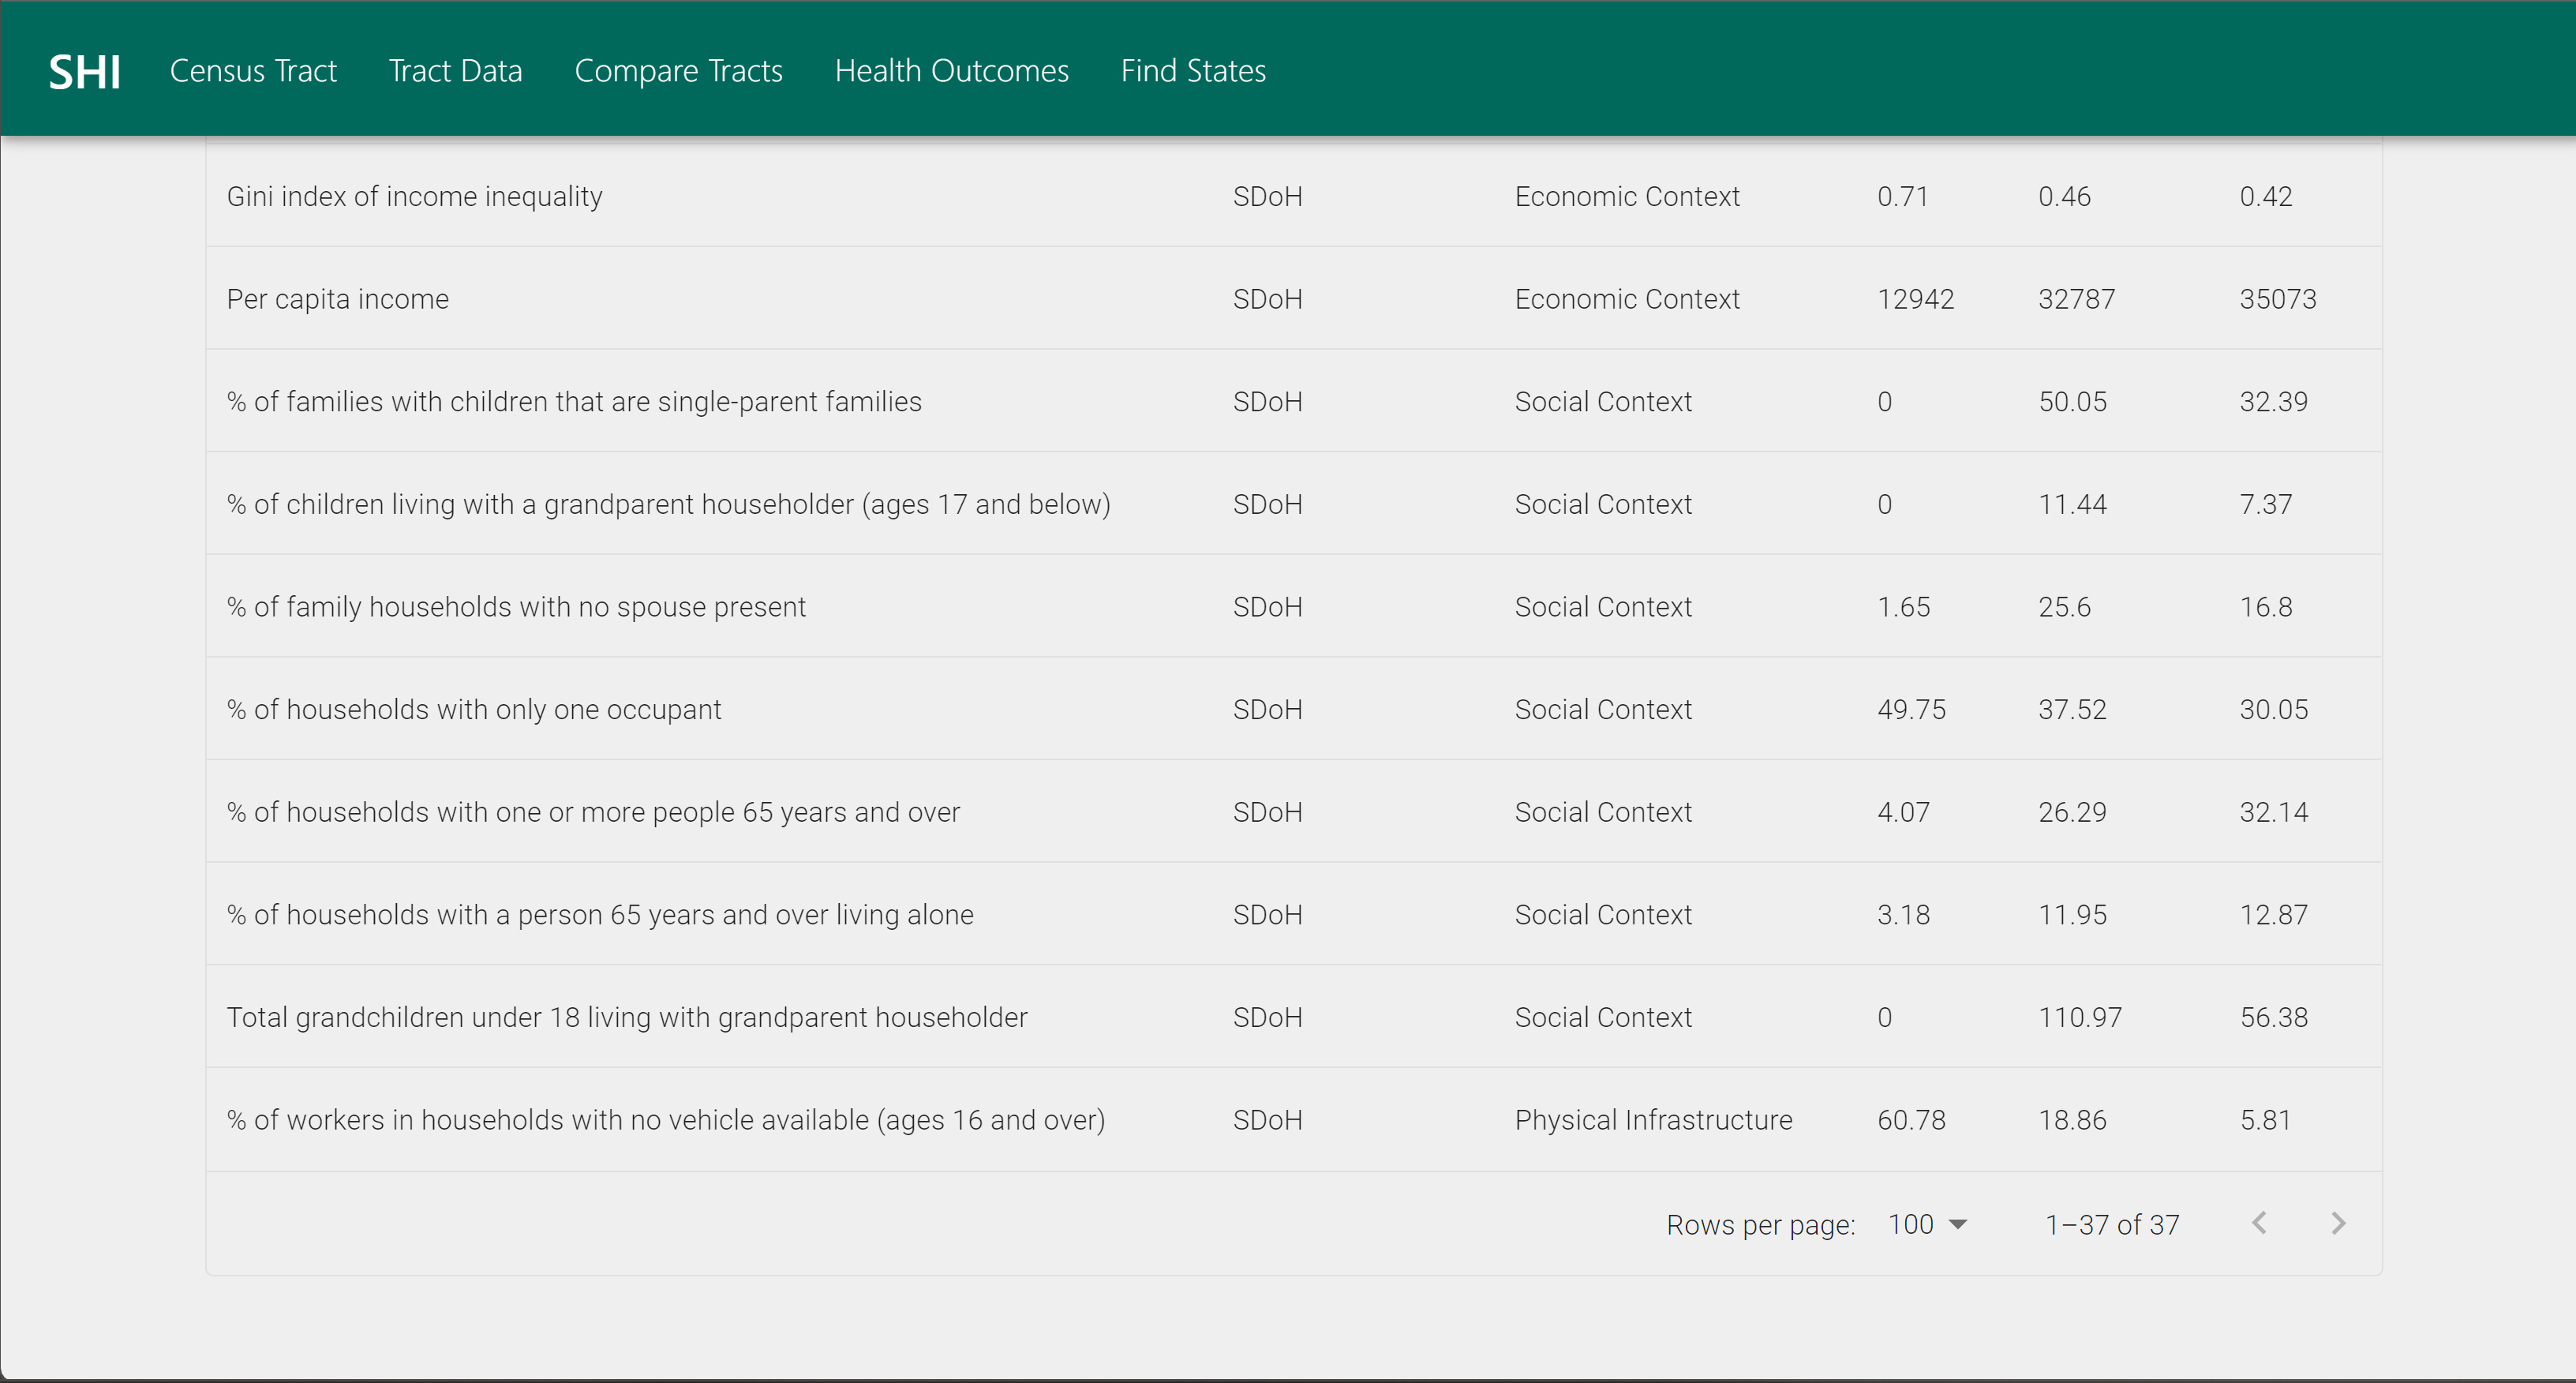 SHI Census Tract Tract Data Compare Tracts Health Outcomes Find States
Gini index of income inequality SDoH Economic Context 0.71 0.46 0.42
Per capita income SDoH Economic Context 12942 32787 35073
% of families with children that are single-parent families SDoH Social Context 0 50.05 32.39
% of children living with a grandparent householder (ages 17 and below) SDoH Social Context 0 11.44 7.37
% of family households with no spouse present SDoH Social Context 1.65 25.6 16.8
% of households with only one occupant SDoH Social Context 49.75 37.52 30.05
% of households with one or more people 65 years and over SDoH Social Context 4.07 26.29 32.14
% of households with a person 65 years and over living alone SDoH Social Context 3.18 11.95 12.87
Total grandchildren under 18 living with grandparent householder SDoH Social Context 0 110.97 56.38
% of workers in households with no vehicle available (ages 16 and over) SDoH Physical Infrastructure 60.78 18.86 5.81
Rows per page: 100 1–37 of 37